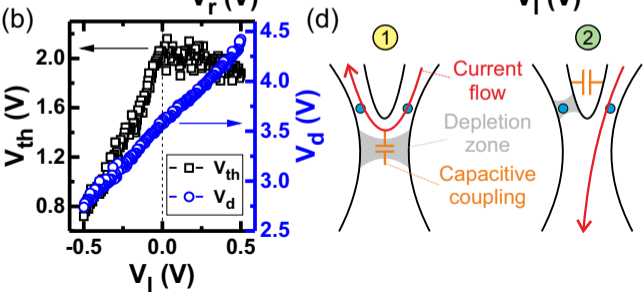 V_r (V)
V_l (V)
(b)
(d)
V_th (V)
2.0
1.6
1.2
0.8
V_th
V_d
-0.5
0.0
0.5
V_l (V)
4.5
4.0
3.5
3.0
2.5
V_d (V)
1
2
Current
flow
Depletion
zone
Capacitive
coupling